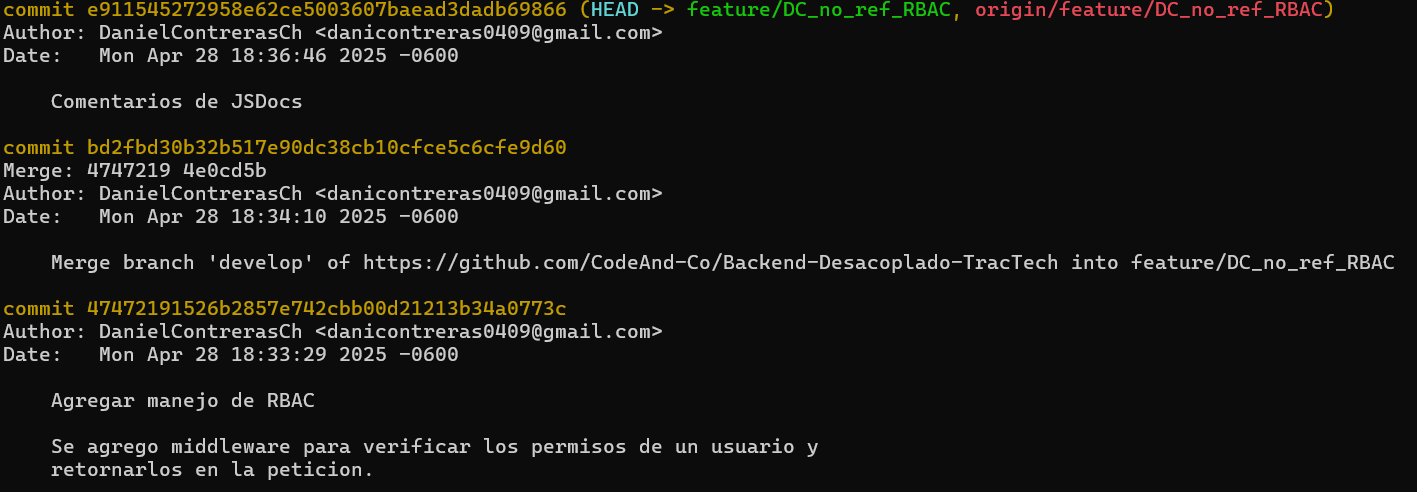 commit e911545272958e62ce5003607baead3dadb69866 (HEAD -> feature/DC_no_ref_RBAC, origin/feature/DC_no_ref_RBAC)
Author: DanielContrerasCh <danicontreras0409@gmail.com>
Date:   Mon Apr 28 18:36:46 2025 -0600
    Comentarios de JSDocs
commit bd2fbd30b32b517e90dc38cb10cfce5c6cfe9d60
Merge: 4747219 4e0cd5b
Author: DanielContrerasCh <danicontreras0409@gmail.com>
Date:   Mon Apr 28 18:34:10 2025 -0600
    Merge branch 'develop' of https://github.com/CodeAnd-Co/Backend-Desacoplado-TracTech into feature/DC_no_ref_RBAC
commit 47472191526b2857e742cbb00d21213b34a0773c
Author: DanielContrerasCh <danicontreras0409@gmail.com>
Date:   Mon Apr 28 18:33:29 2025 -0600
    Agregar manejo de RBAC
    Se agrego middleware para verificar los permisos de un usuario y
    retornarlos en la peticion.